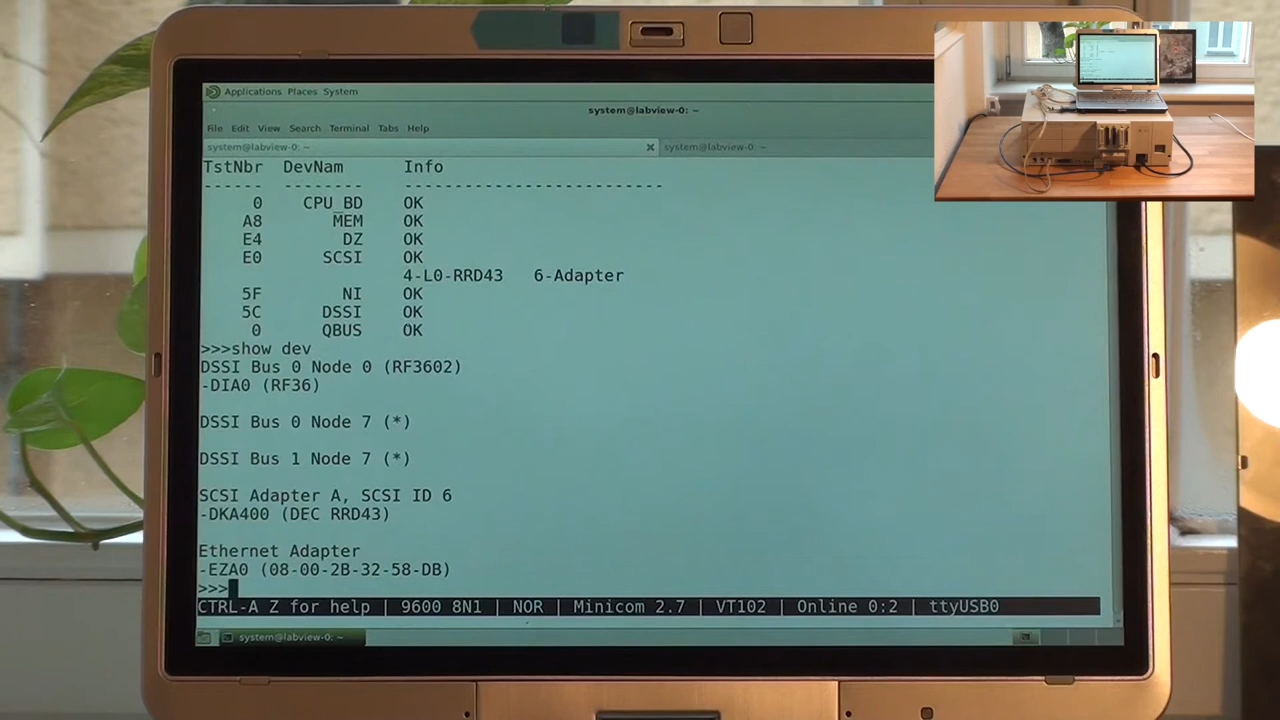 Applications Places System
system@labview-0: ~
File Edit View Search Terminal Tabs Help
system@labview-0: ~ system@labview-0: ~
TstNbr DevNam Info
------ -------- --------------------------
0 CPU_BD OK
A8 MEM OK
E4 DZ OK
E0 SCSI OK
4-L0-RRD43 6-Adapter
5F NI OK
5C DSSI OK
0 QBUS OK
>>>show dev
DSSI Bus 0 Node 0 (RF3602)
-DIA0 (RF36)
DSSI Bus 0 Node 7 (*)
DSSI Bus 1 Node 7 (*)
SCSI Adapter A, SCSI ID 6
-DKA400 (DEC RRD43)
Ethernet Adapter
-EZA0 (08-00-2B-32-58-DB)
>>>
CTRL-A Z for help | 9600 8N1 | NOR | Minicom 2.7 | VT102 | Online 0:2 | ttyUSB0
system@labview-0: ~